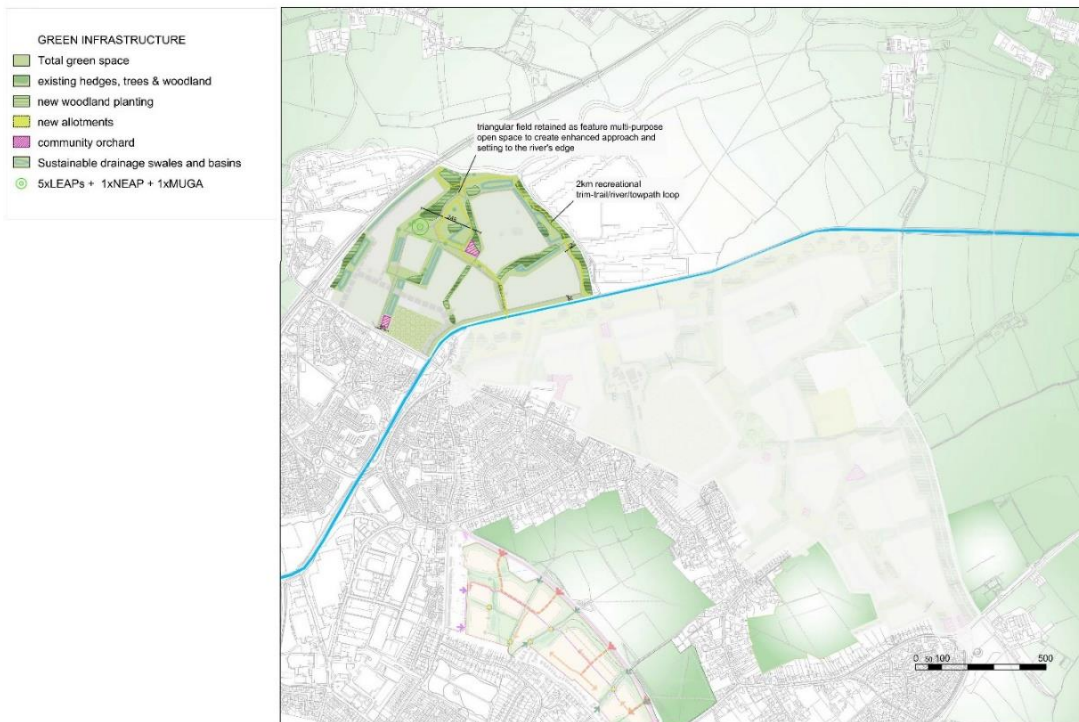 GREEN INFRASTRUCTURE
Total green space
existing hedges, trees & woodland
new woodland planting
new allotments
community orchard
Sustainable drainage swales and basins
5xLEAPs + 1xNEAP + 1xMUGA
triangular field retained as feature multi-purpose
open space to create enhanced approach and
setting to the river's edge
2km recreational
trim-trail/river/towpath loop
0 50 100 500